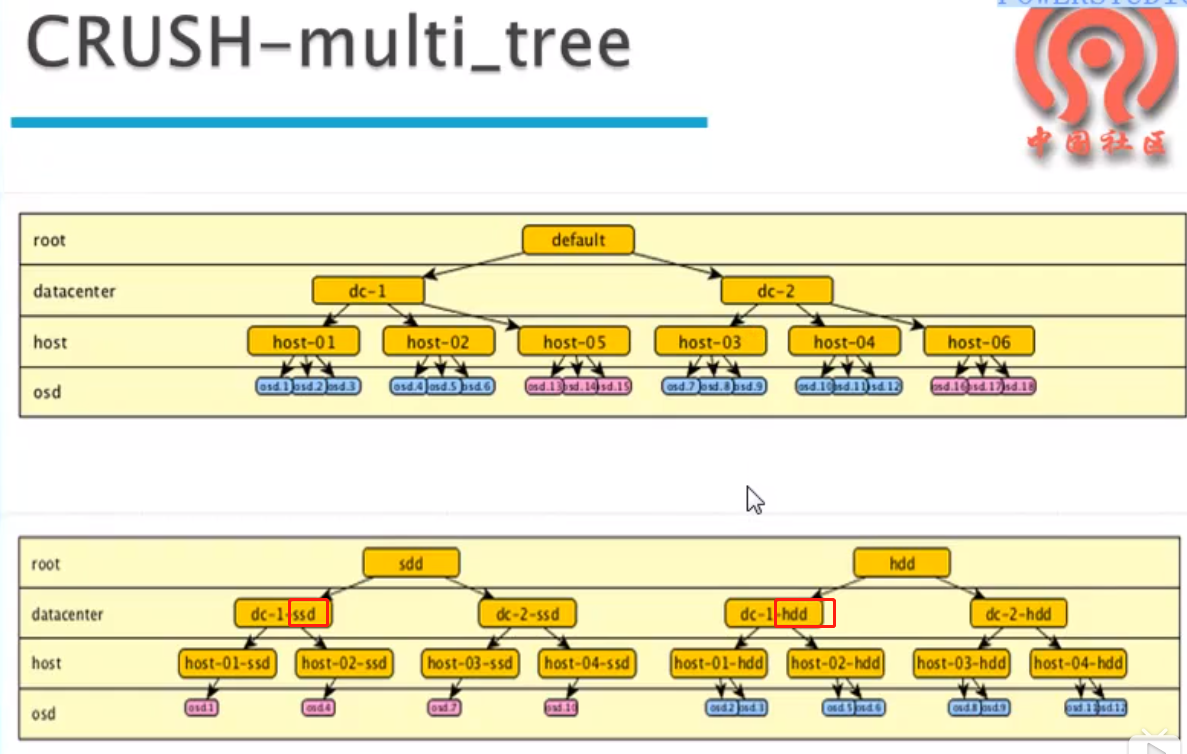 POWERSTUDIO
CRUSH-multi_tree
中国社区
root default
datacenter dc-1 dc-2
host host-01 host-02 host-05 host-03 host-04 host-06
osd osd.1 osd.2 osd.3 osd.4 osd.5 osd.6 osd.13 osd.14 osd.15 osd.7 osd.8 osd.9 osd.10 osd.11 osd.12 osd.16 osd.17 osd.18
root sdd hdd
datacenter dc-1-ssd dc-2-ssd dc-1-hdd dc-2-hdd
host host-01-ssd host-02-ssd host-03-ssd host-04-ssd host-01-hdd host-02-hdd host-03-hdd host-04-hdd
osd osd.1 osd.4 osd.7 osd.10 osd.2 osd.3 osd.5 osd.6 osd.8 osd.9 osd.11 osd.12